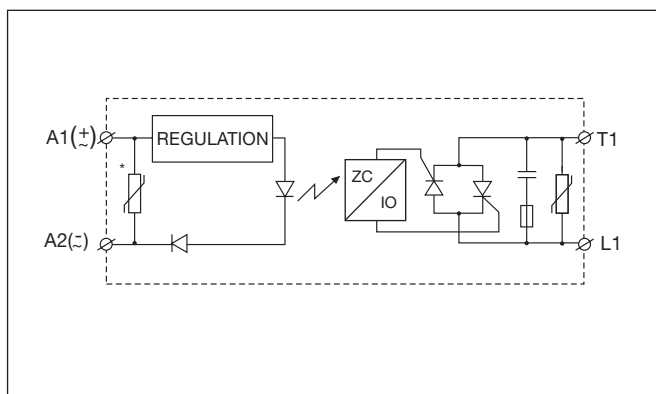 A1(+~)
REGULATION
T1
*
ZC
IO
A2(-~)
L1